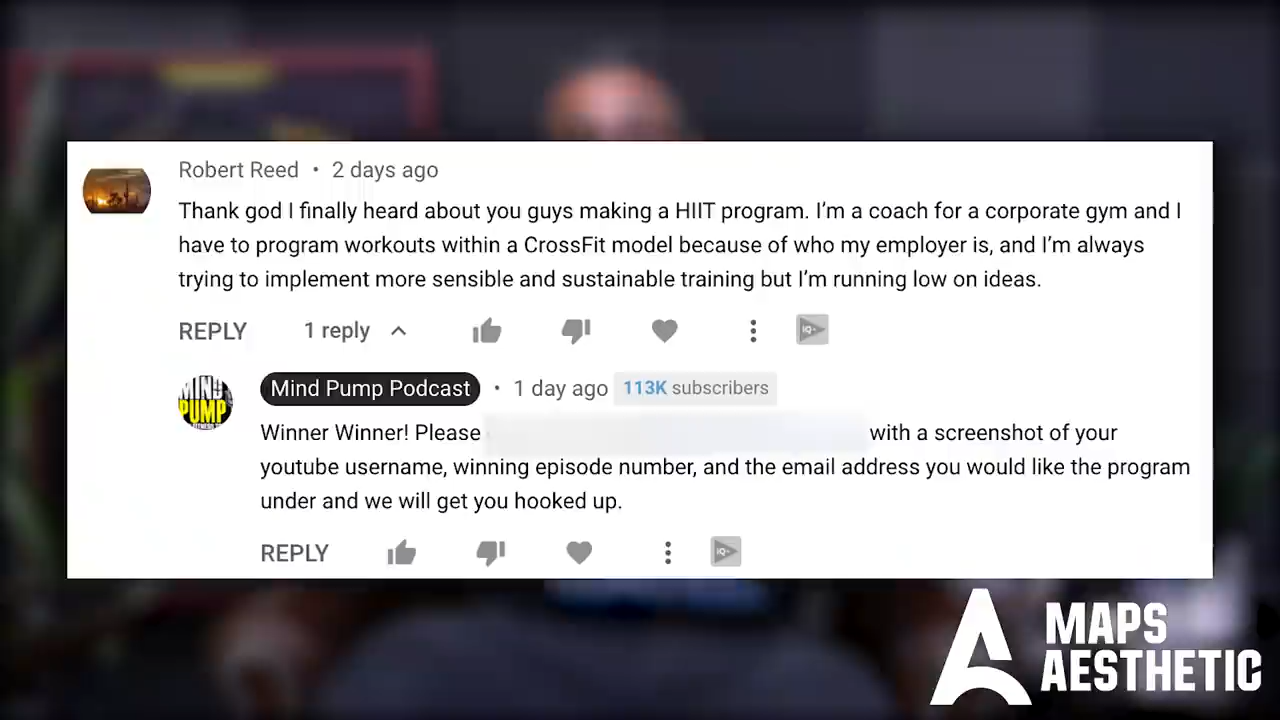 Robert Reed • 2 days ago
Thank god I finally heard about you guys making a HIIT program. I'm a coach for a corporate gym and I
have to program workouts within a CrossFit model because of who my employer is, and I'm always
trying to implement more sensible and sustainable training but I'm running low on ideas.
REPLY 1 reply
IQ
MIND PUMP
Mind Pump Podcast • 1 day ago 113K subscribers
Winner Winner! Please with a screenshot of your
youtube username, winning episode number, and the email address you would like the program
under and we will get you hooked up.
REPLY
IQ
MAPS
AESTHETIC